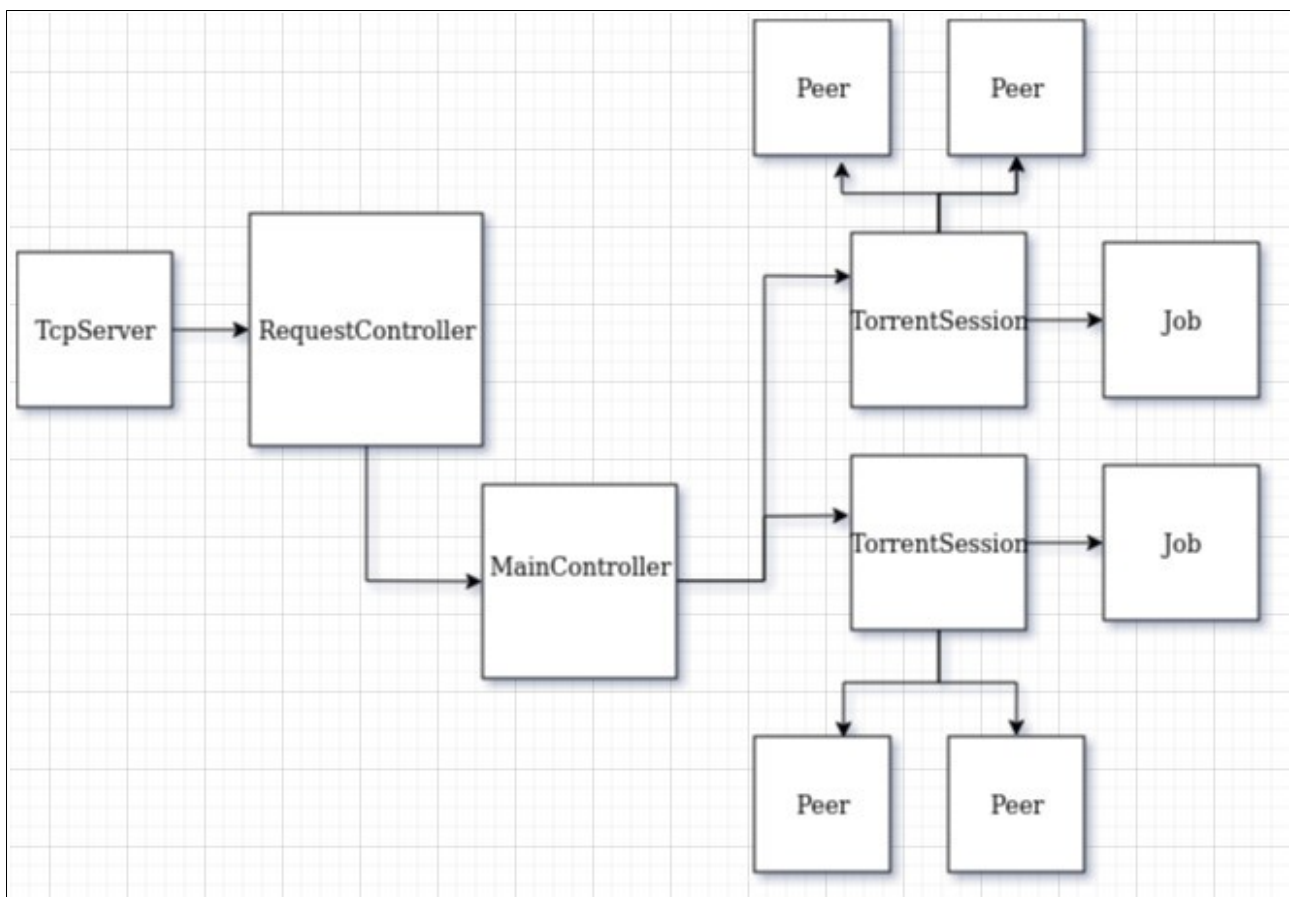 Peer
Peer
TcpServer
RequestController
TorrentSession
Job
MainController
TorrentSession
Job
Peer
Peer